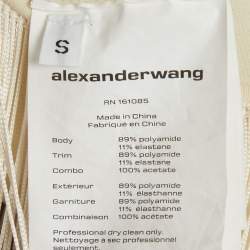 S
alexanderwang
RN 161085
Made in China
Fabriqué en Chine
Body 89% polyamide
11% elastane
Trim 89% polyamide
11% elastane
Combo 100% acetate
Exterieur 89% polyamide
11% élasthanne
Garniture 89% polyamide
11% élasthanne
Combinaison 100% acétate
Professional dry clean only.
Nettoyage a sec professionnel
seulement.